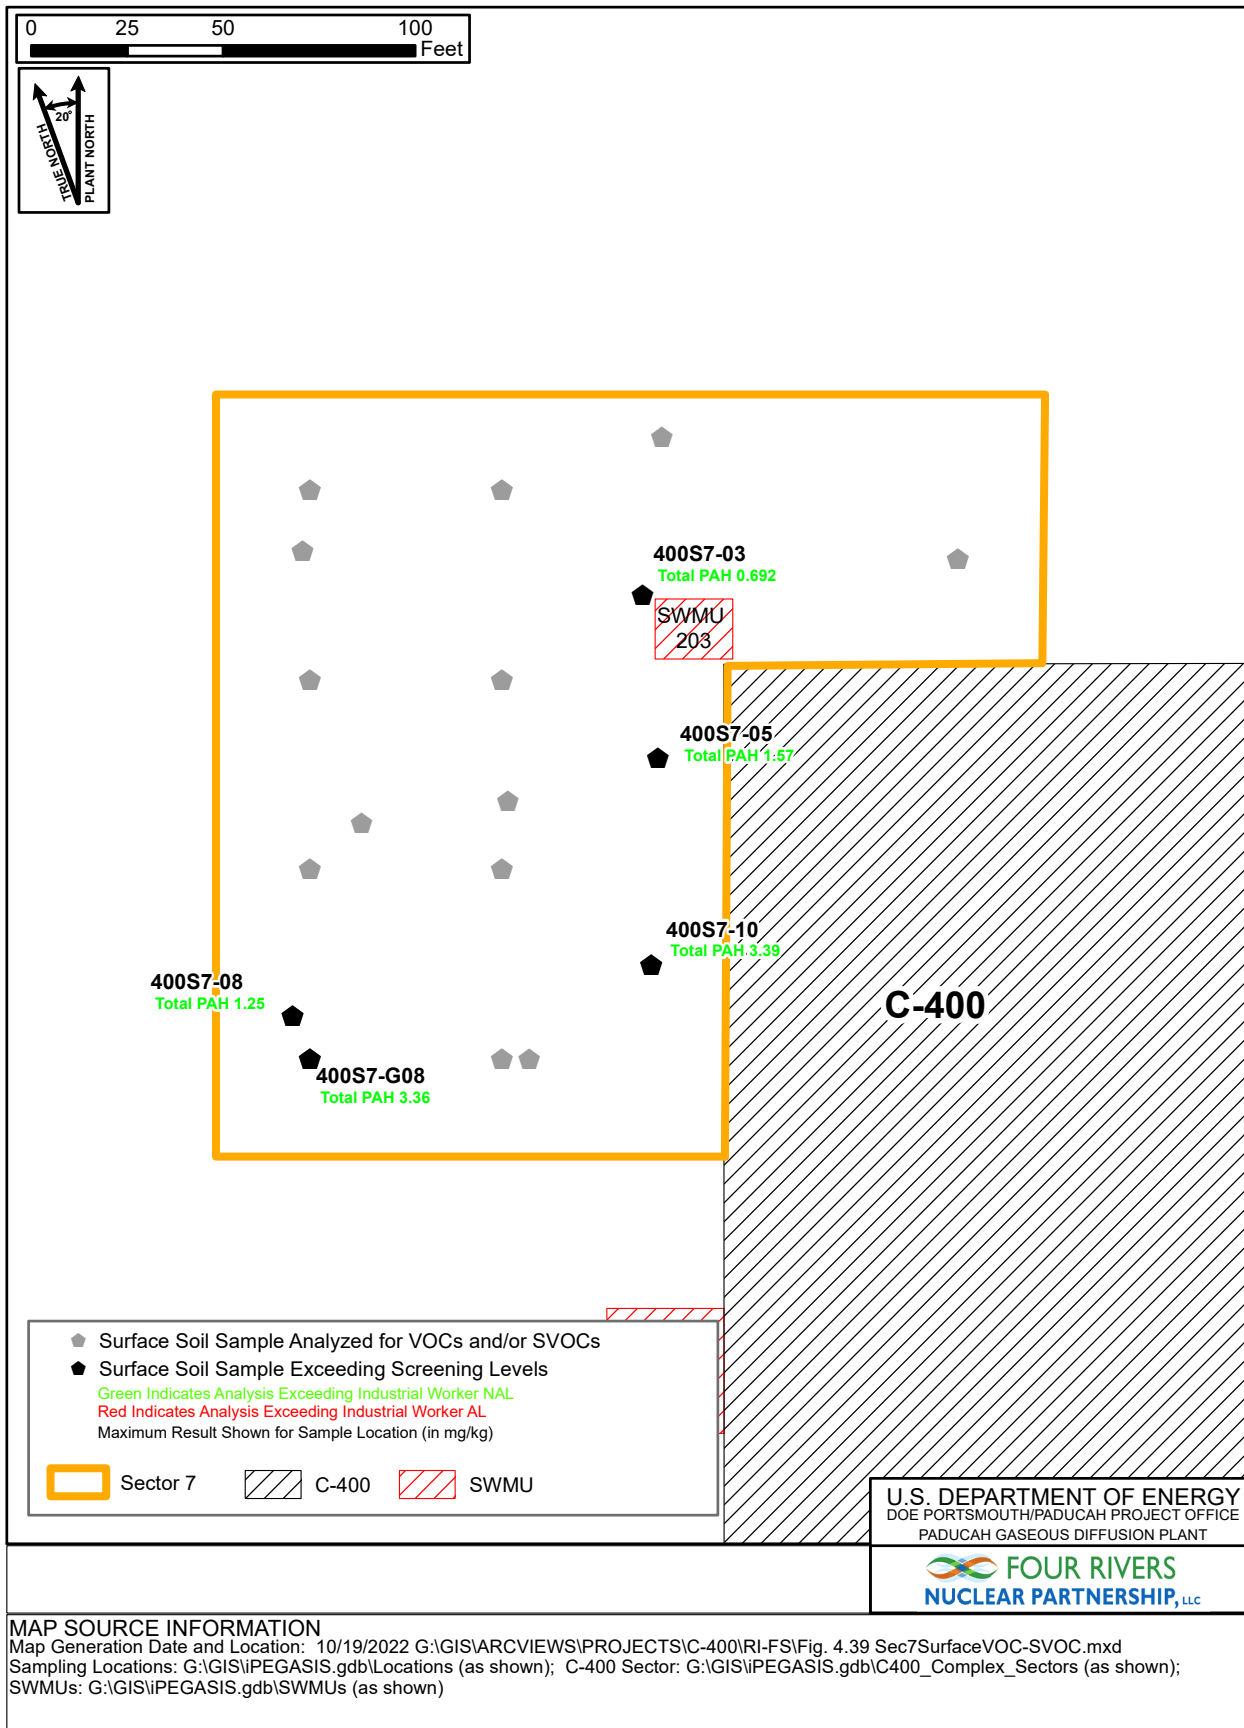 0 25 50 100
Feet
20°
TRUE NORTH
PLANT NORTH
400S7-03
Total PAH 0.692
SWMU
203
400S7-05
Total PAH 1.57
400S7-10
Total PAH 3.39
400S7-08
Total PAH 1.25
C-400
400S7-G08
Total PAH 3.36
Surface Soil Sample Analyzed for VOCs and/or SVOCs
Surface Soil Sample Exceeding Screening Levels
Green Indicates Analysis Exceeding Industrial Worker NAL
Red Indicates Analysis Exceeding Industrial Worker AL
Maximum Result Shown for Sample Location (in mg/kg)
Sector 7 C-400 SWMU
U.S. DEPARTMENT OF ENERGY
DOE PORTSMOUTH/PADUCAH PROJECT OFFICE
PADUCAH GASEOUS DIFFUSION PLANT
FOUR RIVERS
NUCLEAR PARTNERSHIP, LLC
MAP SOURCE INFORMATION
Map Generation Date and Location: 10/19/2022 G:\GIS\ARCVIEWS\PROJECTS\C-400\RI-FS\Fig. 4.39 Sec7SurfaceVOC-SVOC.mxd
Sampling Locations: G:\GIS\iPEGASIS.gdb\Locations (as shown); C-400 Sector: G:\GIS\iPEGASIS.gdb\C400_Complex_Sectors (as shown);
SWMUs: G:\GIS\iPEGASIS.gdb\SWMUs (as shown)